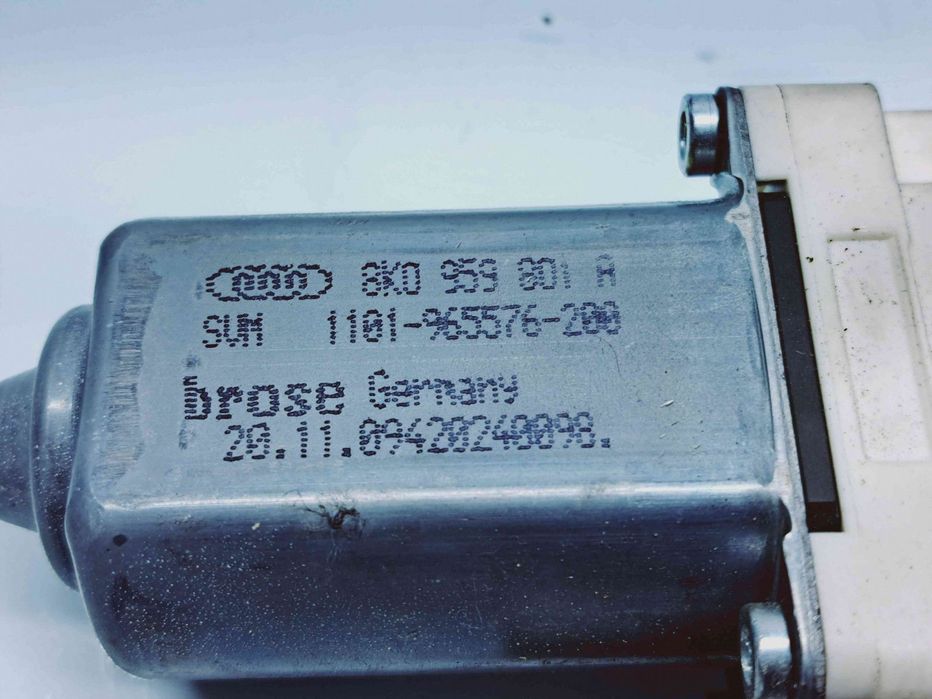 8K0 959 801 A
SWM 1101-965576-200
Brose Germany
20.11.09420240098.